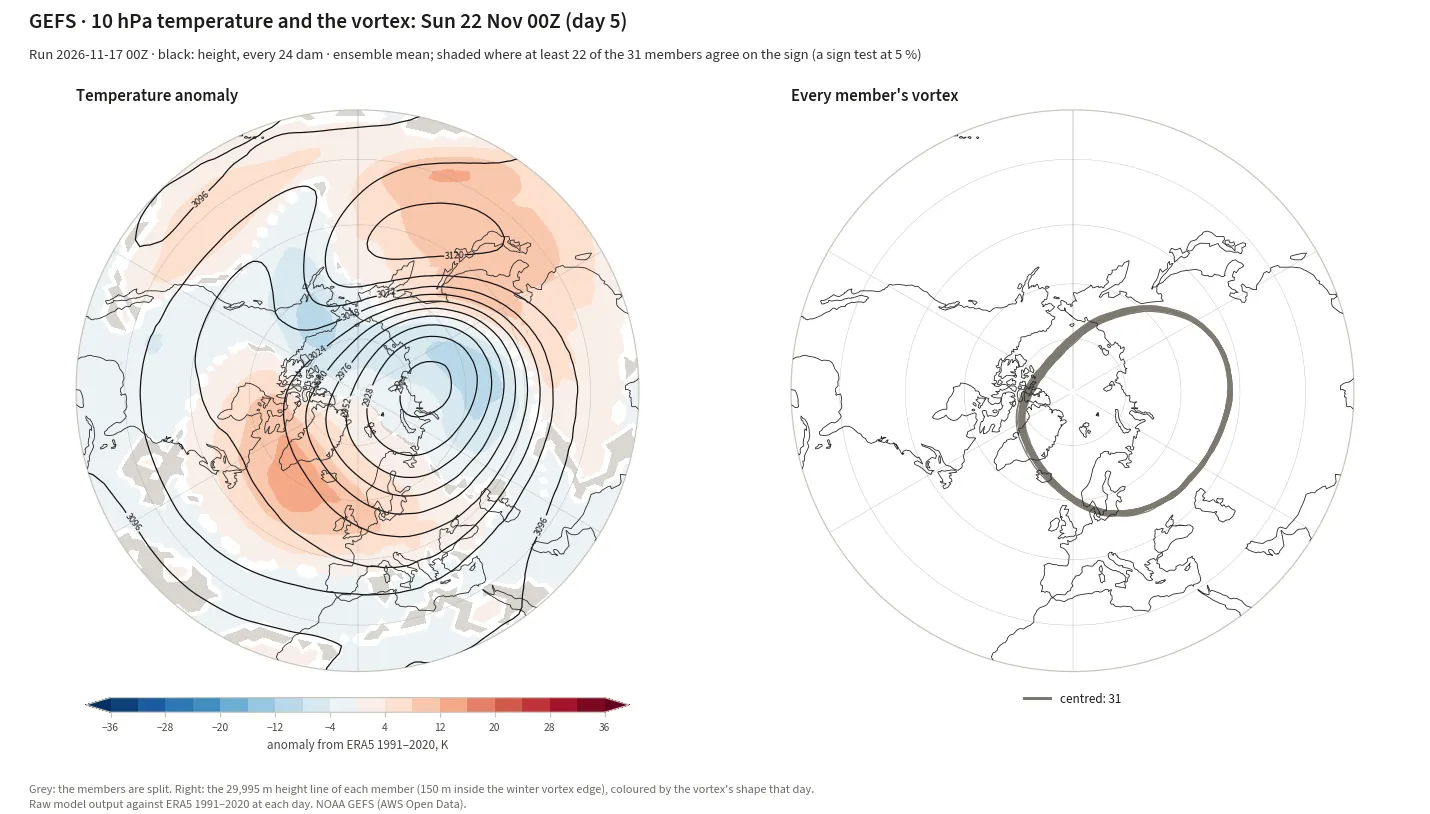 GEFS · 10 hPa temperature and the vortex: Sun 22 Nov 00Z (day 5)
Run 2026-11-17 00Z · black: height, every 24 dam · ensemble mean; shaded where at least 22 of the 31 members agree on the sign (a sign test at 5 %)
Temperature anomaly
Every member's vortex
3096
3120
3048
3024
2976
2928
3096
3096
−36
−28
−20
−12
−4
4
12
20
28
36
anomaly from ERA5 1991–2020, K
centred: 31
Grey: the members are split. Right: the 29,995 m height line of each member (150 m inside the winter vortex edge), coloured by the vortex's shape that day.
Raw model output against ERA5 1991–2020 at each day. NOAA GEFS (AWS Open Data).